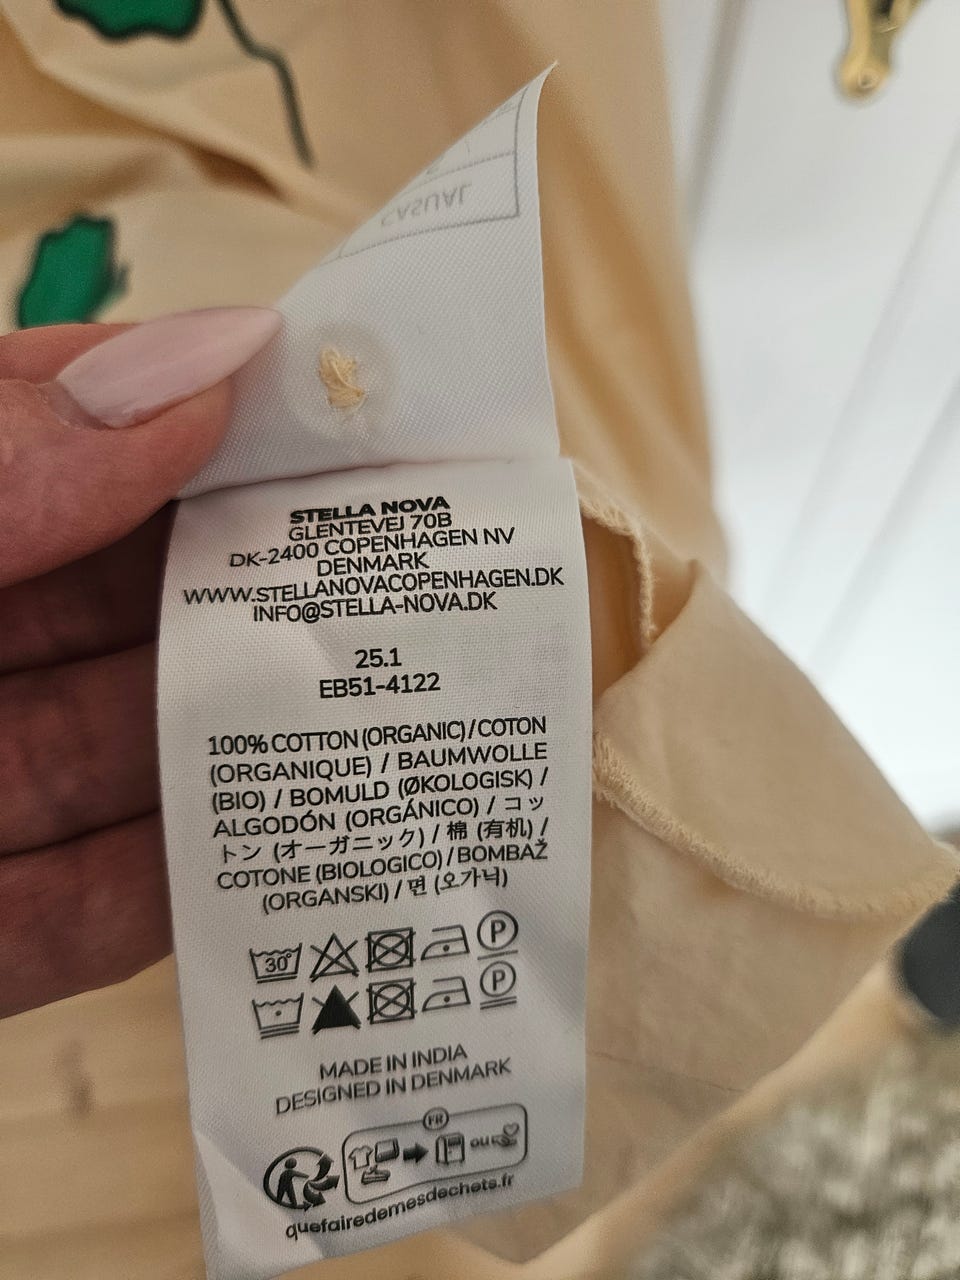 CASUAL
STELLA NOVA
GLENTEVEJ 70B
DK-2400 COPENHAGEN NV
DENMARK
WWW.STELLANOVACOPENHAGEN.DK
INFO@STELLA-NOVA.DK
25.1
EB51-4122
100% COTTON (ORGANIC) / COTON
(ORGANIQUE) / BAUMWOLLE
(BIO) / BOMULD (ØKOLOGISK) /
ALGODÓN (ORGÁNICO) / コッ
トン (オーガニック) / 棉 (有机) /
COTONE (BIOLOGICO) / BOMBAŽ
(ORGANSKI) / 면 (오가닉)
30° P
P
MADE IN INDIA
DESIGNED IN DENMARK
FR
ou
quefairedemesdechets.fr